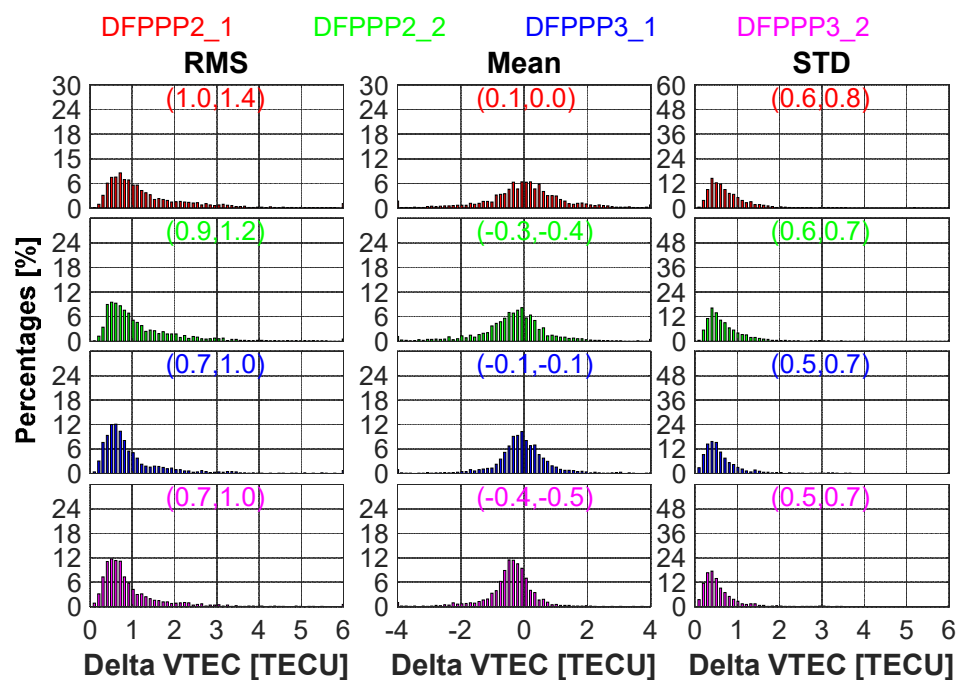 DFPPP2_1 DFPPP2_2 DFPPP3_1 DFPPP3_2
RMS Mean STD
30 30 60
(1.0,1.4) (0.1,0.0) (0.6,0.8)
24 24 48
18 18 36
15 15 24
6 6 12
0 0 0
(0.9,1.2) (-0.3,-0.4) (0.6,0.7)
24 24 48
18 18 36
12 12 24
6 6 12
0 0 0
(0.7,1.0) (-0.1,-0.1) (0.5,0.7)
24 24 48
18 18 36
12 12 24
6 6 12
0 0 0
(0.7,1.0) (-0.4,-0.5) (0.5,0.7)
24 24 48
18 18 36
12 12 24
6 6 12
0 0 0
0 1 2 3 4 5 6 -4 -2 0 2 4 0 1 2 3 4 5 6
Delta VTEC [TECU] Delta VTEC [TECU] Delta VTEC [TECU]
Percentages [%]